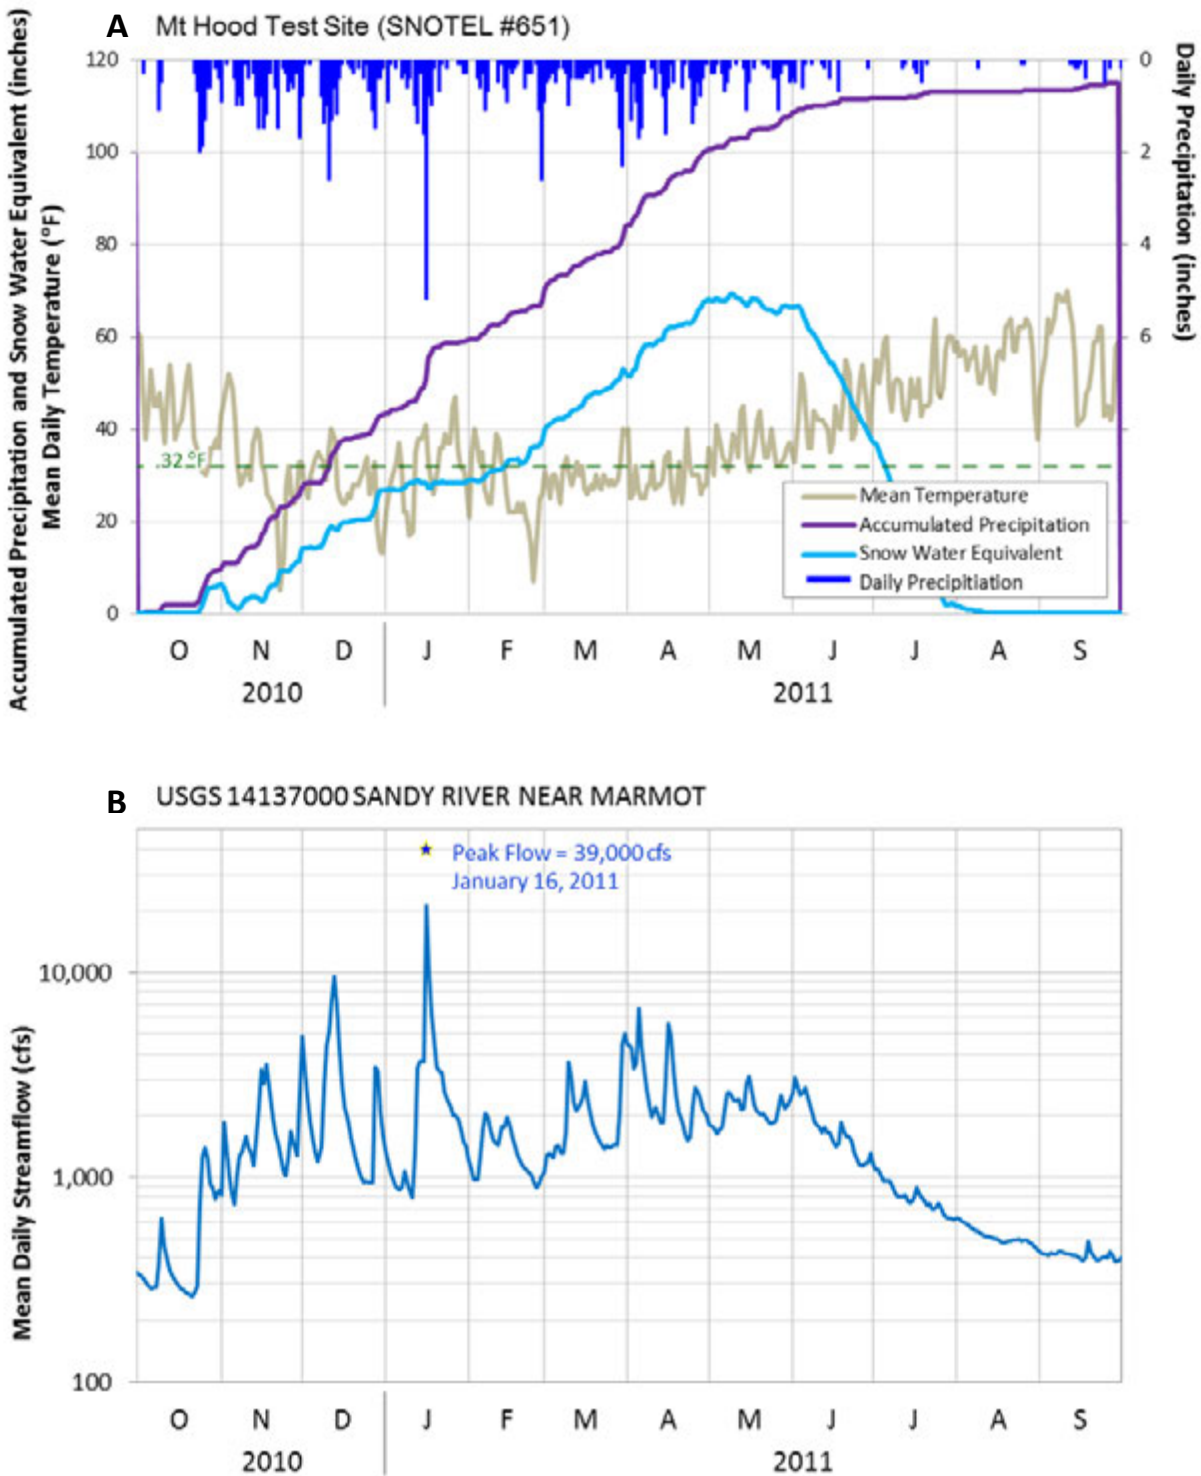 A Mt Hood Test Site (SNOTEL #651)
Accumulated Precipitation and Snow Water Equivalent (inches)
Mean Daily Temperature (°F)
120
100
80
60
40
20
0
Daily Precipitation (inches)
0
2
4
6
32 °F
Mean Temperature
Accumulated Precipitation
Snow Water Equivalent
Daily Precipitiation
O N D J F M A M J J A S
2010 2011
B USGS 14137000 SANDY RIVER NEAR MARMOT
Peak Flow = 39,000 cfs
January 16, 2011
Mean Daily Streamflow (cfs)
10,000
1,000
100
O N D J F M A M J J A S
2010 2011